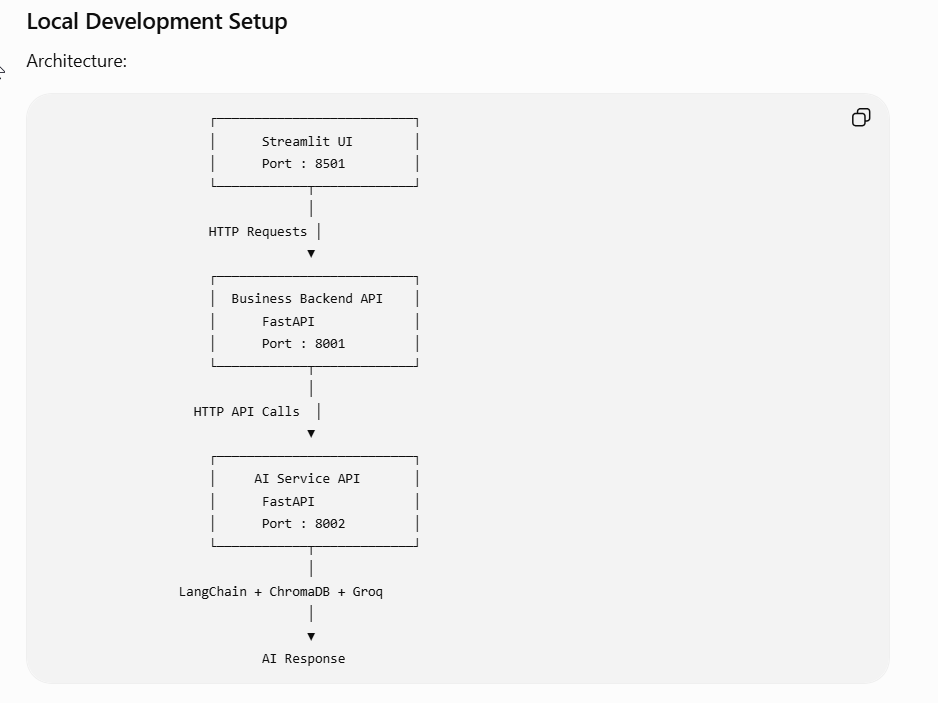 Local Development Setup
Architecture:
Streamlit UI
Port : 8501
HTTP Requests
Business Backend API
FastAPI
Port : 8001
HTTP API Calls
AI Service API
FastAPI
Port : 8002
LangChain + ChromaDB + Groq
AI Response